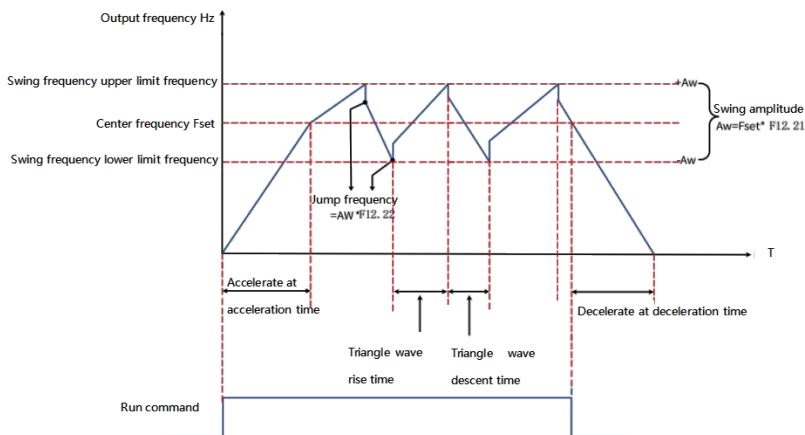 Output frequency Hz
Swing frequency upper limit frequency
+Aw
Swing amplitude
Center frequency Fset
Aw=Fset* F12.21
Swing frequency lower limit frequency
-Aw
Jump frequency
=AW*F12.22
T
Accelerate at
acceleration time
Decelerate at deceleration time
Triangle wave
rise time
Triangle wave
descent time
Run command